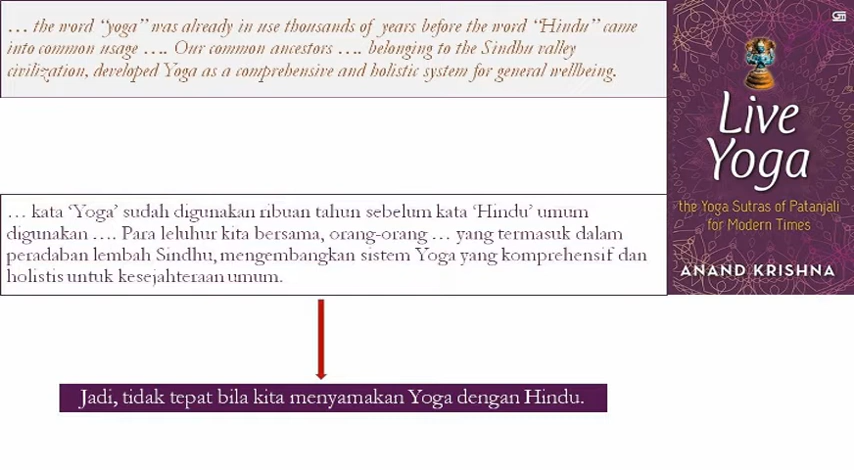 … the word “yoga” was already in use thousands of years before the word “Hindu” came
into common usage …. Our common ancestors …. belonging to the Sindhu valley
civilization, developed Yoga as a comprehensive and holistic system for general wellbeing.
Live
Yoga
the Yoga Sutras of Patanjali
for Modern Times
ANAND KRISHNA
… kata ‘Yoga’ sudah digunakan ribuan tahun sebelum kata ‘Hindu’ umum
digunakan …. Para leluhur kita bersama, orang-orang … yang termasuk dalam
peradaban lembah Sindhu, mengembangkan sistem Yoga yang komprehensif dan
holistis untuk kesejahteraan umum.
Jadi, tidak tepat bila kita menyamakan Yoga dengan Hindu.